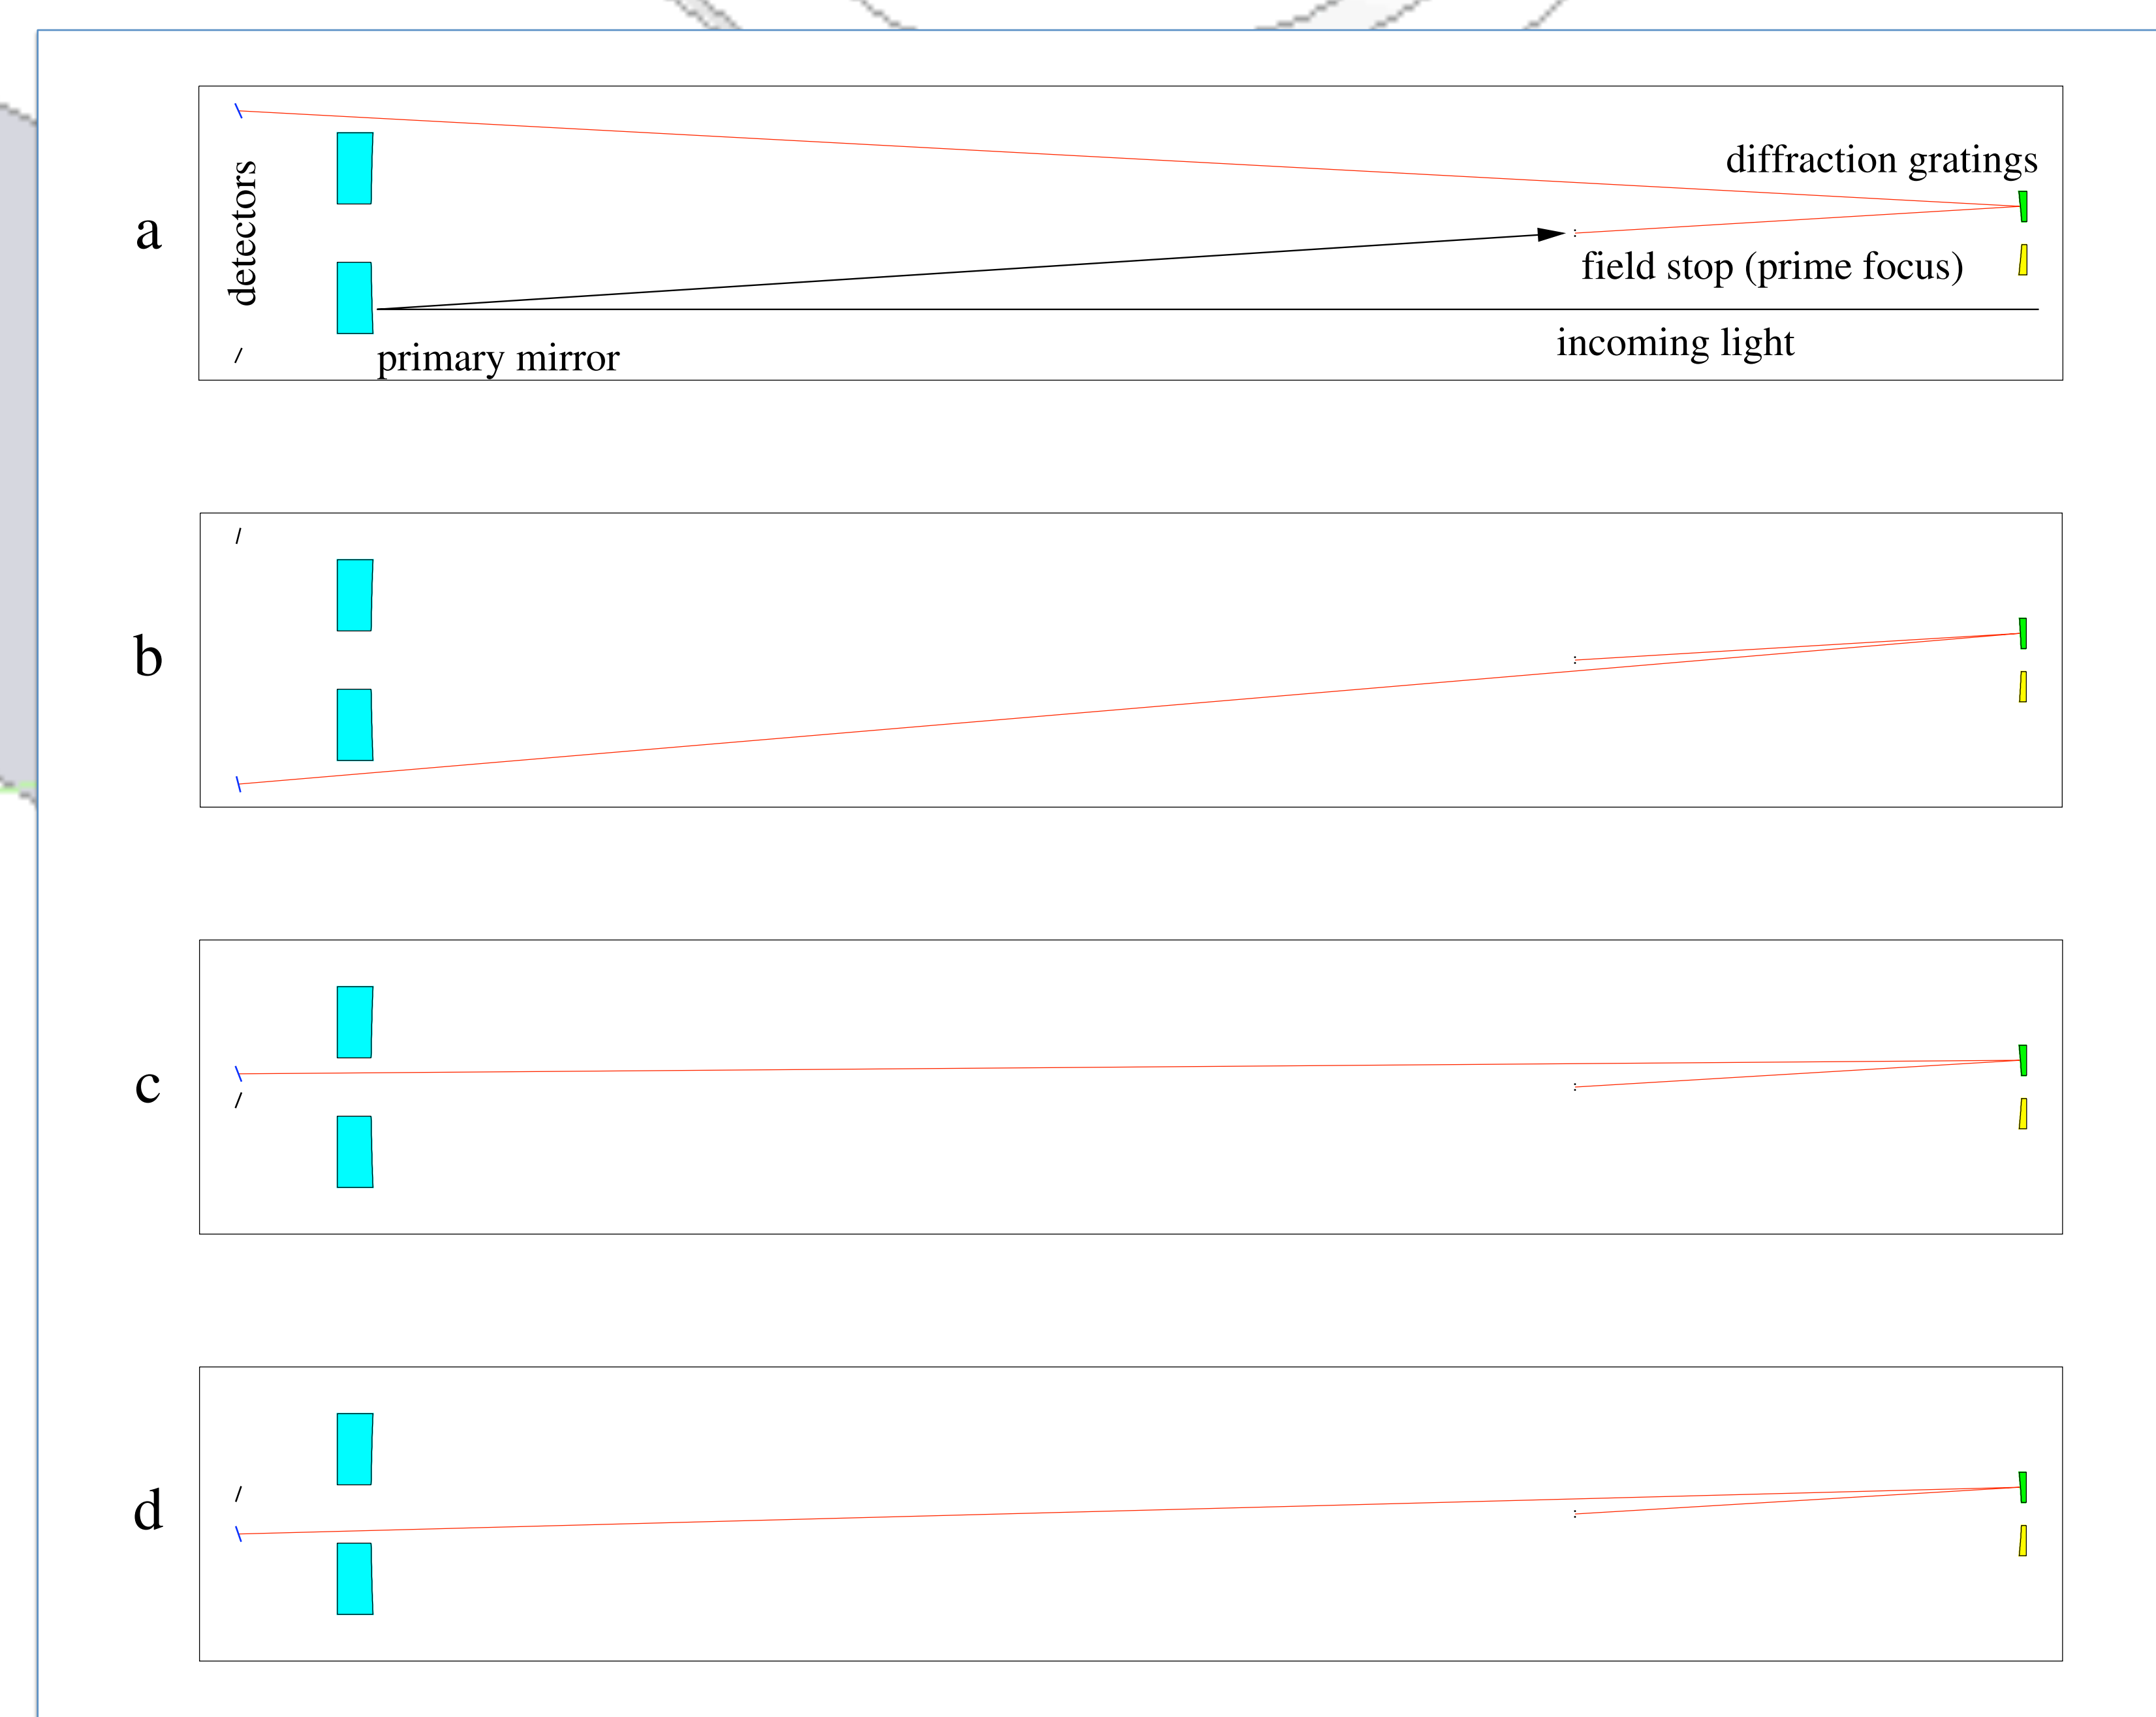 a
detectors
diffraction gratings
field stop (prime focus)
incoming light
primary mirror
b
c
d